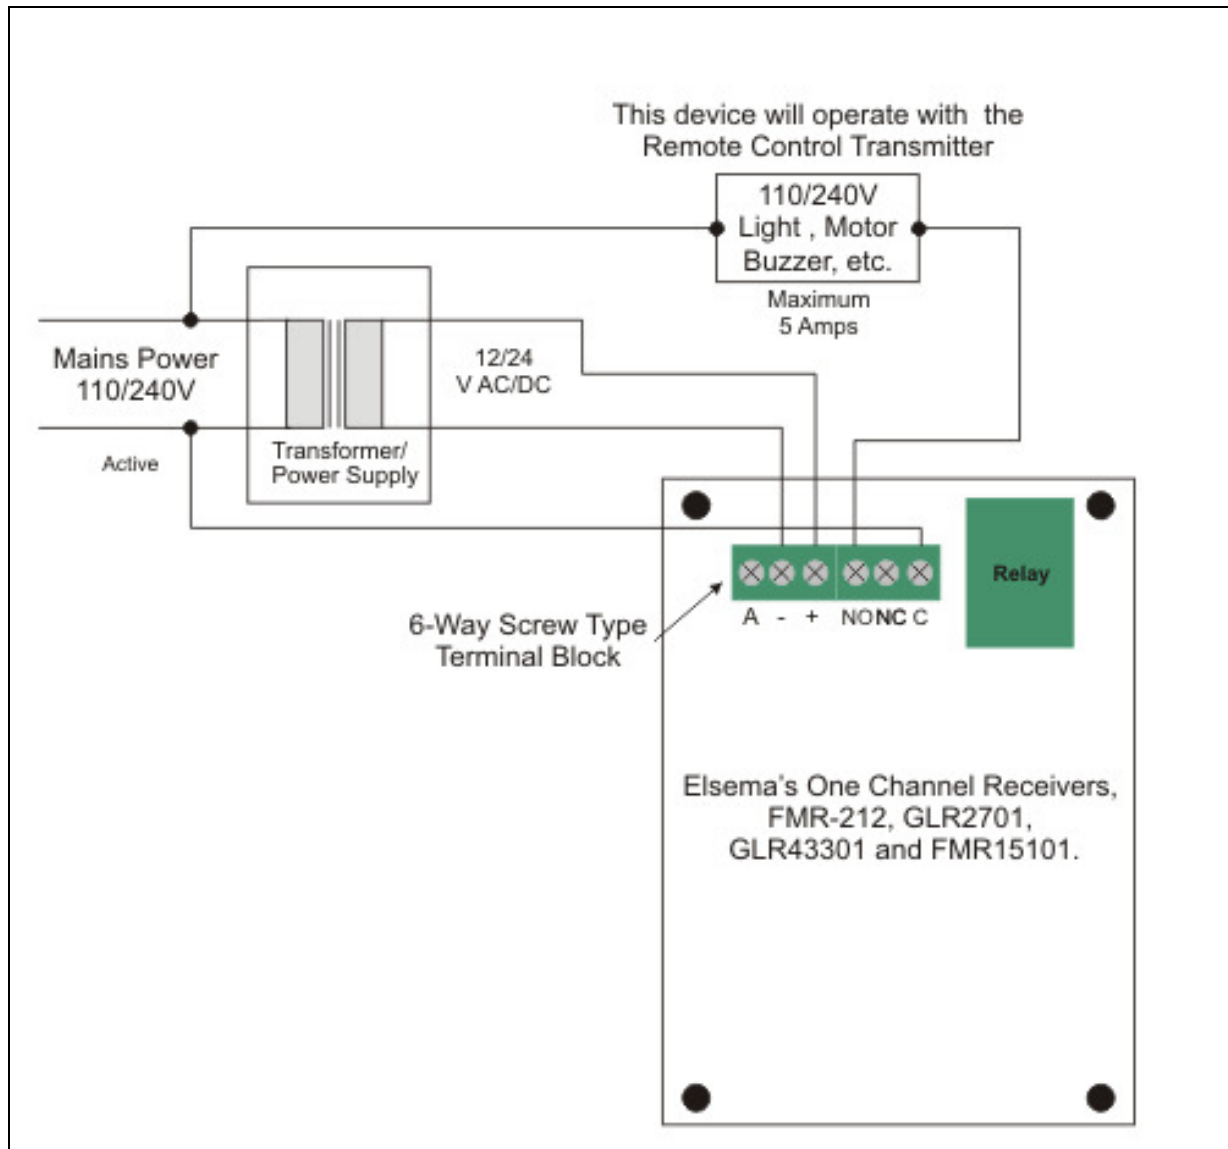 This device will operate with the
Remote Control Transmitter
110/240V
Light , Motor
Buzzer, etc.
Maximum
5 Amps
Mains Power
110/240V
12/24
V AC/DC
Active
Transformer/
Power Supply
Relay
A - + NO NC C
6-Way Screw Type
Terminal Block
Elsema's One Channel Receivers,
FMR-212, GLR2701,
GLR43301 and FMR15101.